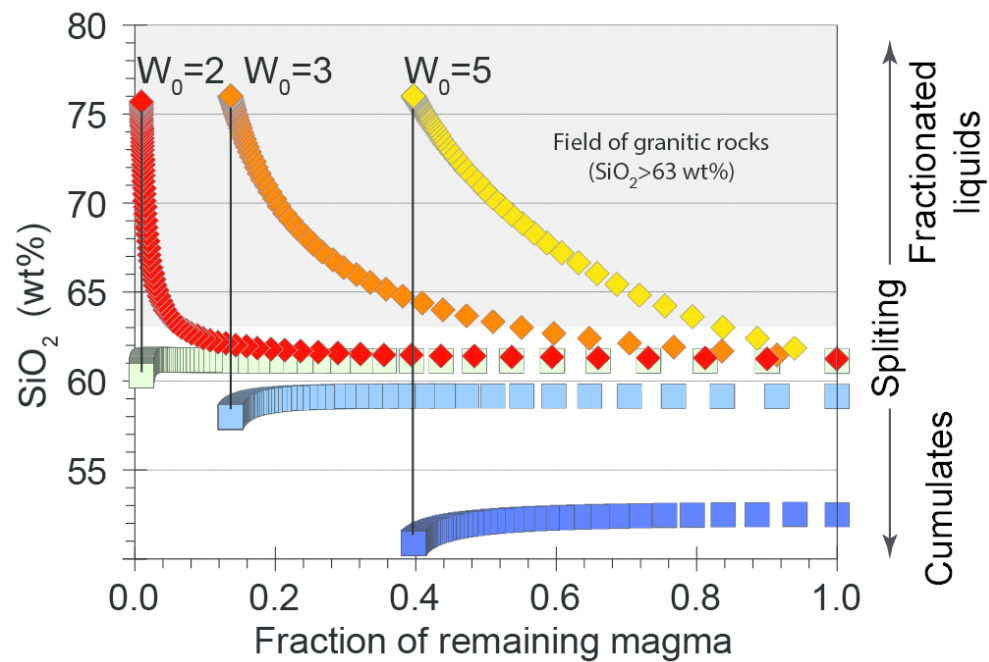 80
75
70
65
60
55
SiO₂ (wt%)
W₀=2 W₀=3 W₀=5
Field of granitic rocks
(SiO₂>63 wt%)
0.0 0.2 0.4 0.6 0.8 1.0
Fraction of remaining magma
Fractionated
liquids
Spliting
Cumulates